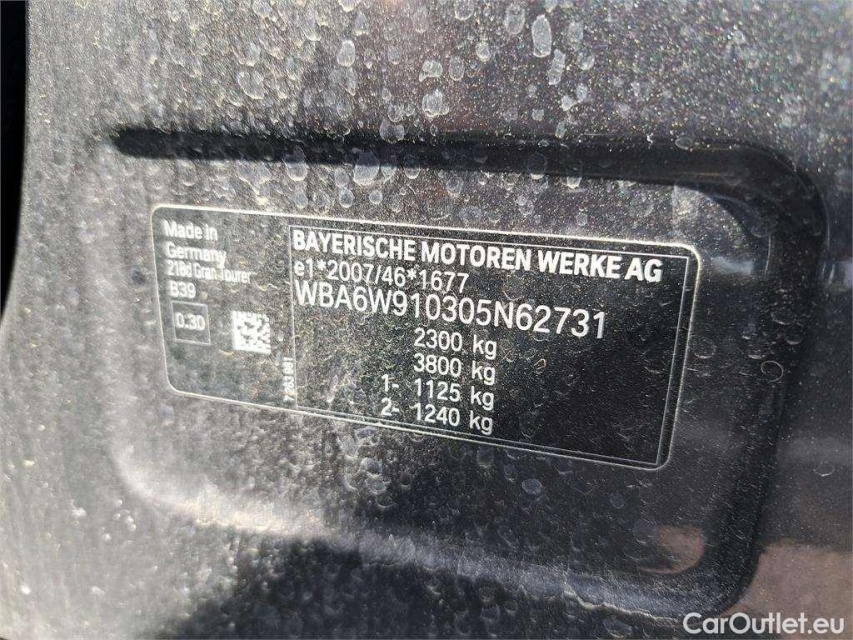 Made in
Germany
218d Gran Tourer
B39
0.30
BAYERISCHE MOTOREN WERKE AG
e1*2007/46*1677
WBA6W910305N62731
2300 kg
3800 kg
1- 1125 kg
2- 1240 kg
CarOutlet.eu